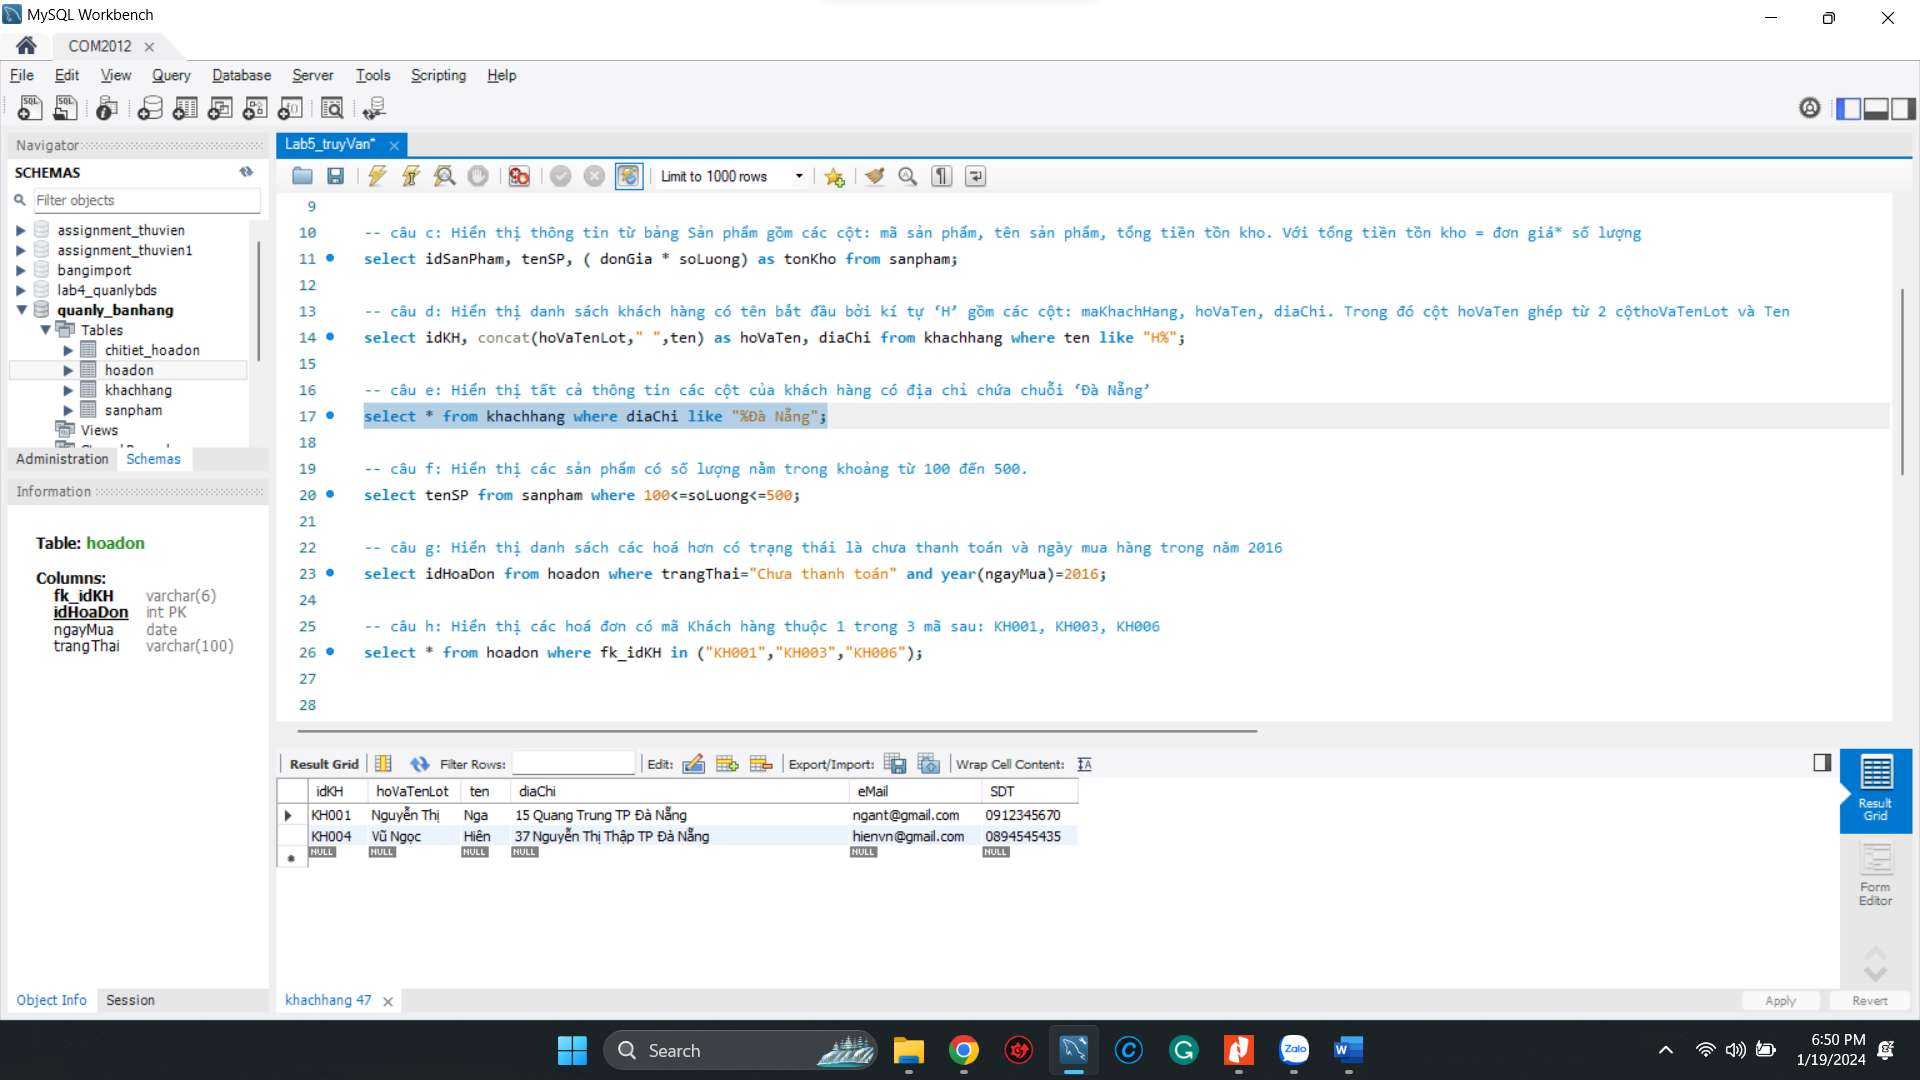 MySQL Workbench
COM2012
File Edit View Query Database Server Tools Scripting Help
Navigator
SCHEMAS
Filter objects
assignment_thuvien
assignment_thuvien1
bangimport
lab4_quanlybds
quanly_banhang
Tables
chitiet_hoadon
hoadon
khachhang
sanpham
Views
Administration Schemas
Information
Table: hoadon
Columns:
fk_idKH varchar(6)
idHoaDon int PK
ngayMua date
trangThai varchar(100)
Object Info Session
Lab5_truyVan*
Limit to 1000 rows
9
10 -- câu c: Hiển thị thông tin từ bảng Sản phẩm gồm các cột: mã sản phẩm, tên sản phẩm, tổng tiền tồn kho. Với tổng tiền tồn kho = đơn giá* số lượng
11 select idSanPham, tenSP, ( donGia * soLuong) as tonKho from sanpham;
12
13 -- câu d: Hiển thị danh sách khách hàng có tên bắt đầu bởi kí tự ‘H’ gồm các cột: maKhachHang, hoVaTen, diaChi. Trong đó cột hoVaTen ghép từ 2 cộthoVaTenLot và Ten
14 select idKH, concat(hoVaTenLot," ",ten) as hoVaTen, diaChi from khachhang where ten like "H%";
15
16 -- câu e: Hiển thị tất cả thông tin các cột của khách hàng có địa chỉ chứa chuỗi ‘Đà Nẵng’
17 select * from khachhang where diaChi like "%Đà Nẵng";
18
19 -- câu f: Hiển thị các sản phẩm có số lượng nằm trong khoảng từ 100 đến 500.
20 select tenSP from sanpham where 100<=soLuong<=500;
21
22 -- câu g: Hiển thị danh sách các hoá hơn có trạng thái là chưa thanh toán và ngày mua hàng trong năm 2016
23 select idHoaDon from hoadon where trangThai="Chưa thanh toán" and year(ngayMua)=2016;
24
25 -- câu h: Hiển thị các hoá đơn có mã Khách hàng thuộc 1 trong 3 mã sau: KH001, KH003, KH006
26 select * from hoadon where fk_idKH in ("KH001","KH003","KH006");
27
28
Result Grid Filter Rows: Edit: Export/Import: Wrap Cell Content:
idKH hoVaTenLot ten diaChi eMail SDT
KH001 Nguyễn Thị Nga 15 Quang Trung TP Đà Nẵng ngant@gmail.com 0912345670
KH004 Vũ Ngọc Hiên 37 Nguyễn Thị Thập TP Đà Nẵng hienvn@gmail.com 0894545435
NULL NULL NULL NULL NULL NULL
Result Grid
Form Editor
khachhang 47
Apply Revert
Search
Zalo
6:50 PM
1/19/2024